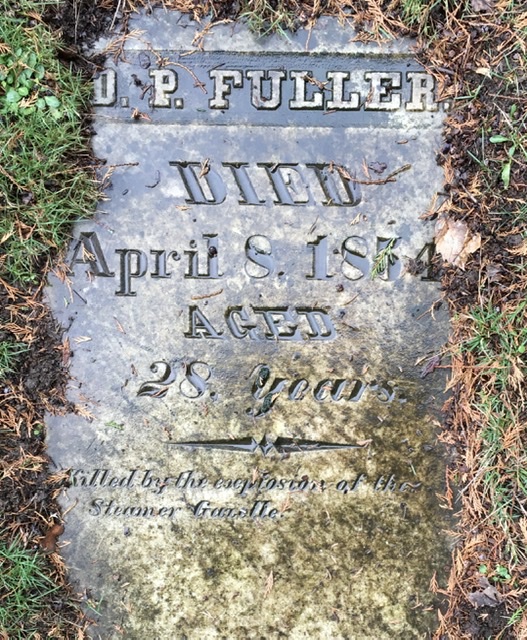 D. P. FULLER.
DIED
April 8. 1854
AGED
28. Years.
Killed by the explosion of the
Steamer Gazelle.